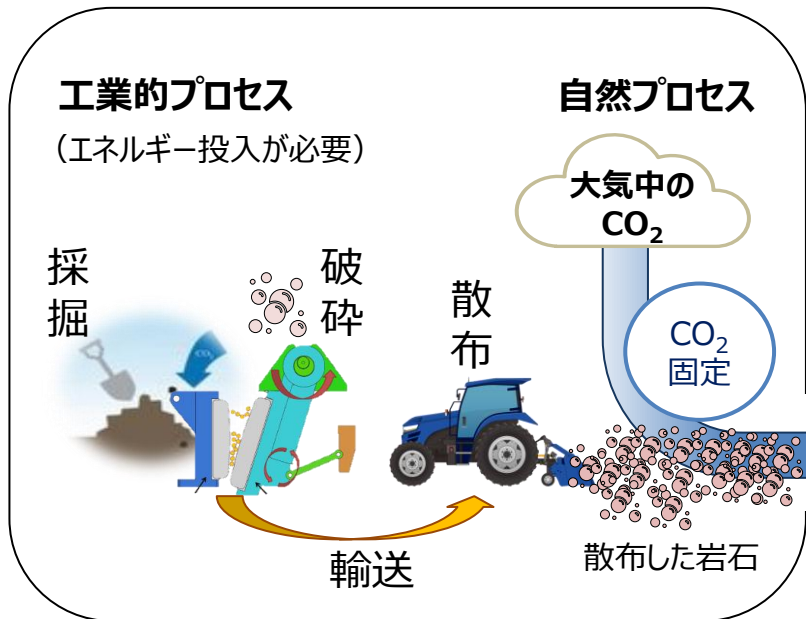 工業的プロセス
（エネルギー投入が必要）
自然プロセス
大気中の
CO₂
採掘
破砕
散布
CO₂
CO₂
固定
輸送
散布した岩石